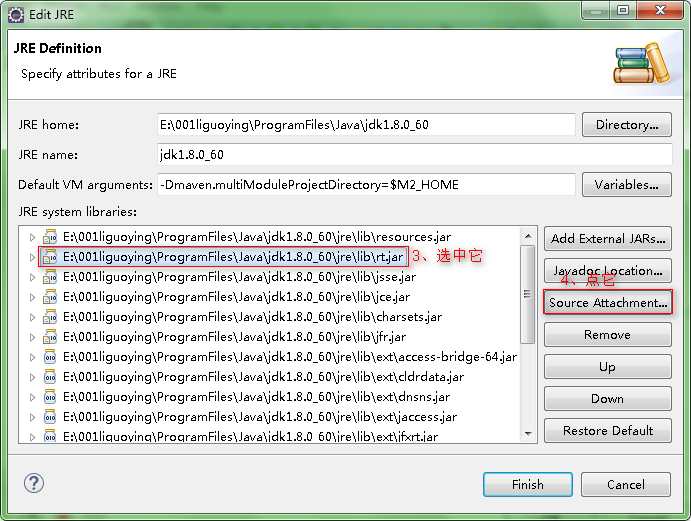 Edit JRE
JRE Definition
Specify attributes for a JRE
JRE home: E:\001liguoying\ProgramFiles\Java\jdk1.8.0_60 Directory...
JRE name: jdk1.8.0_60
Default VM arguments: -Dmaven.multiModuleProjectDirectory=$M2_HOME Variables...
JRE system libraries:
E:\001liguoying\ProgramFiles\Java\jdk1.8.0_60\jre\lib\resources.jar Add External JARs...
E:\001liguoying\ProgramFiles\Java\jdk1.8.0_60\jre\lib\rt.jar 3、选中它
E:\001liguoying\ProgramFiles\Java\jdk1.8.0_60\jre\lib\jsse.jar Javadoc Location...
4、点它
E:\001liguoying\ProgramFiles\Java\jdk1.8.0_60\jre\lib\jce.jar Source Attachment...
E:\001liguoying\ProgramFiles\Java\jdk1.8.0_60\jre\lib\charsets.jar
E:\001liguoying\ProgramFiles\Java\jdk1.8.0_60\jre\lib\jfr.jar Remove
E:\001liguoying\ProgramFiles\Java\jdk1.8.0_60\jre\lib\ext\access-bridge-64.jar
E:\001liguoying\ProgramFiles\Java\jdk1.8.0_60\jre\lib\ext\cldrdata.jar Up
E:\001liguoying\ProgramFiles\Java\jdk1.8.0_60\jre\lib\ext\dnsns.jar
E:\001liguoying\ProgramFiles\Java\jdk1.8.0_60\jre\lib\ext\jaccess.jar Down
E:\001liguoying\ProgramFiles\Java\jdk1.8.0_60\jre\lib\ext\jfxrt.jar Restore Default
Finish Cancel